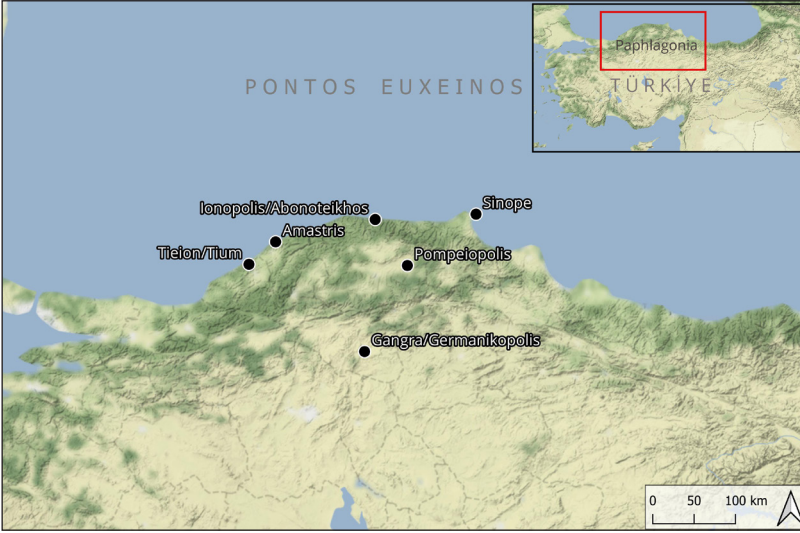 Paphlagonia
TÜRKİYE
PONTOS EUXEINOS
Sinope
Ionopolis/Abonoteikhos
Amastris
Tieion/Tium
Pompeiopolis
Gangra/Germanikopolis
0 50 100 km